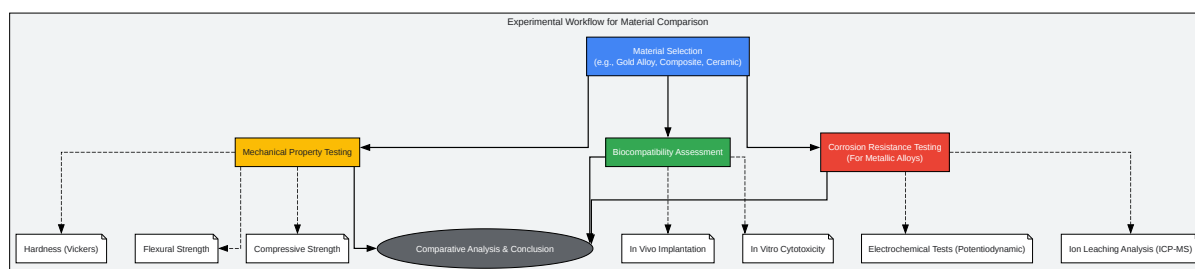 Experimental Workflow for Material Comparison
Material Selection
(e.g., Gold Alloy, Composite, Ceramic)
Mechanical Property Testing
Biocompatibility Assessment
Corrosion Resistance Testing
(For Metallic Alloys)
Hardness (Vickers)
Flexural Strength
Compressive Strength
Comparative Analysis & Conclusion
In Vivo Implantation
In Vitro Cytotoxicity
Electrochemical Tests (Potentiodynamic)
Ion Leaching Analysis (ICP-MS)